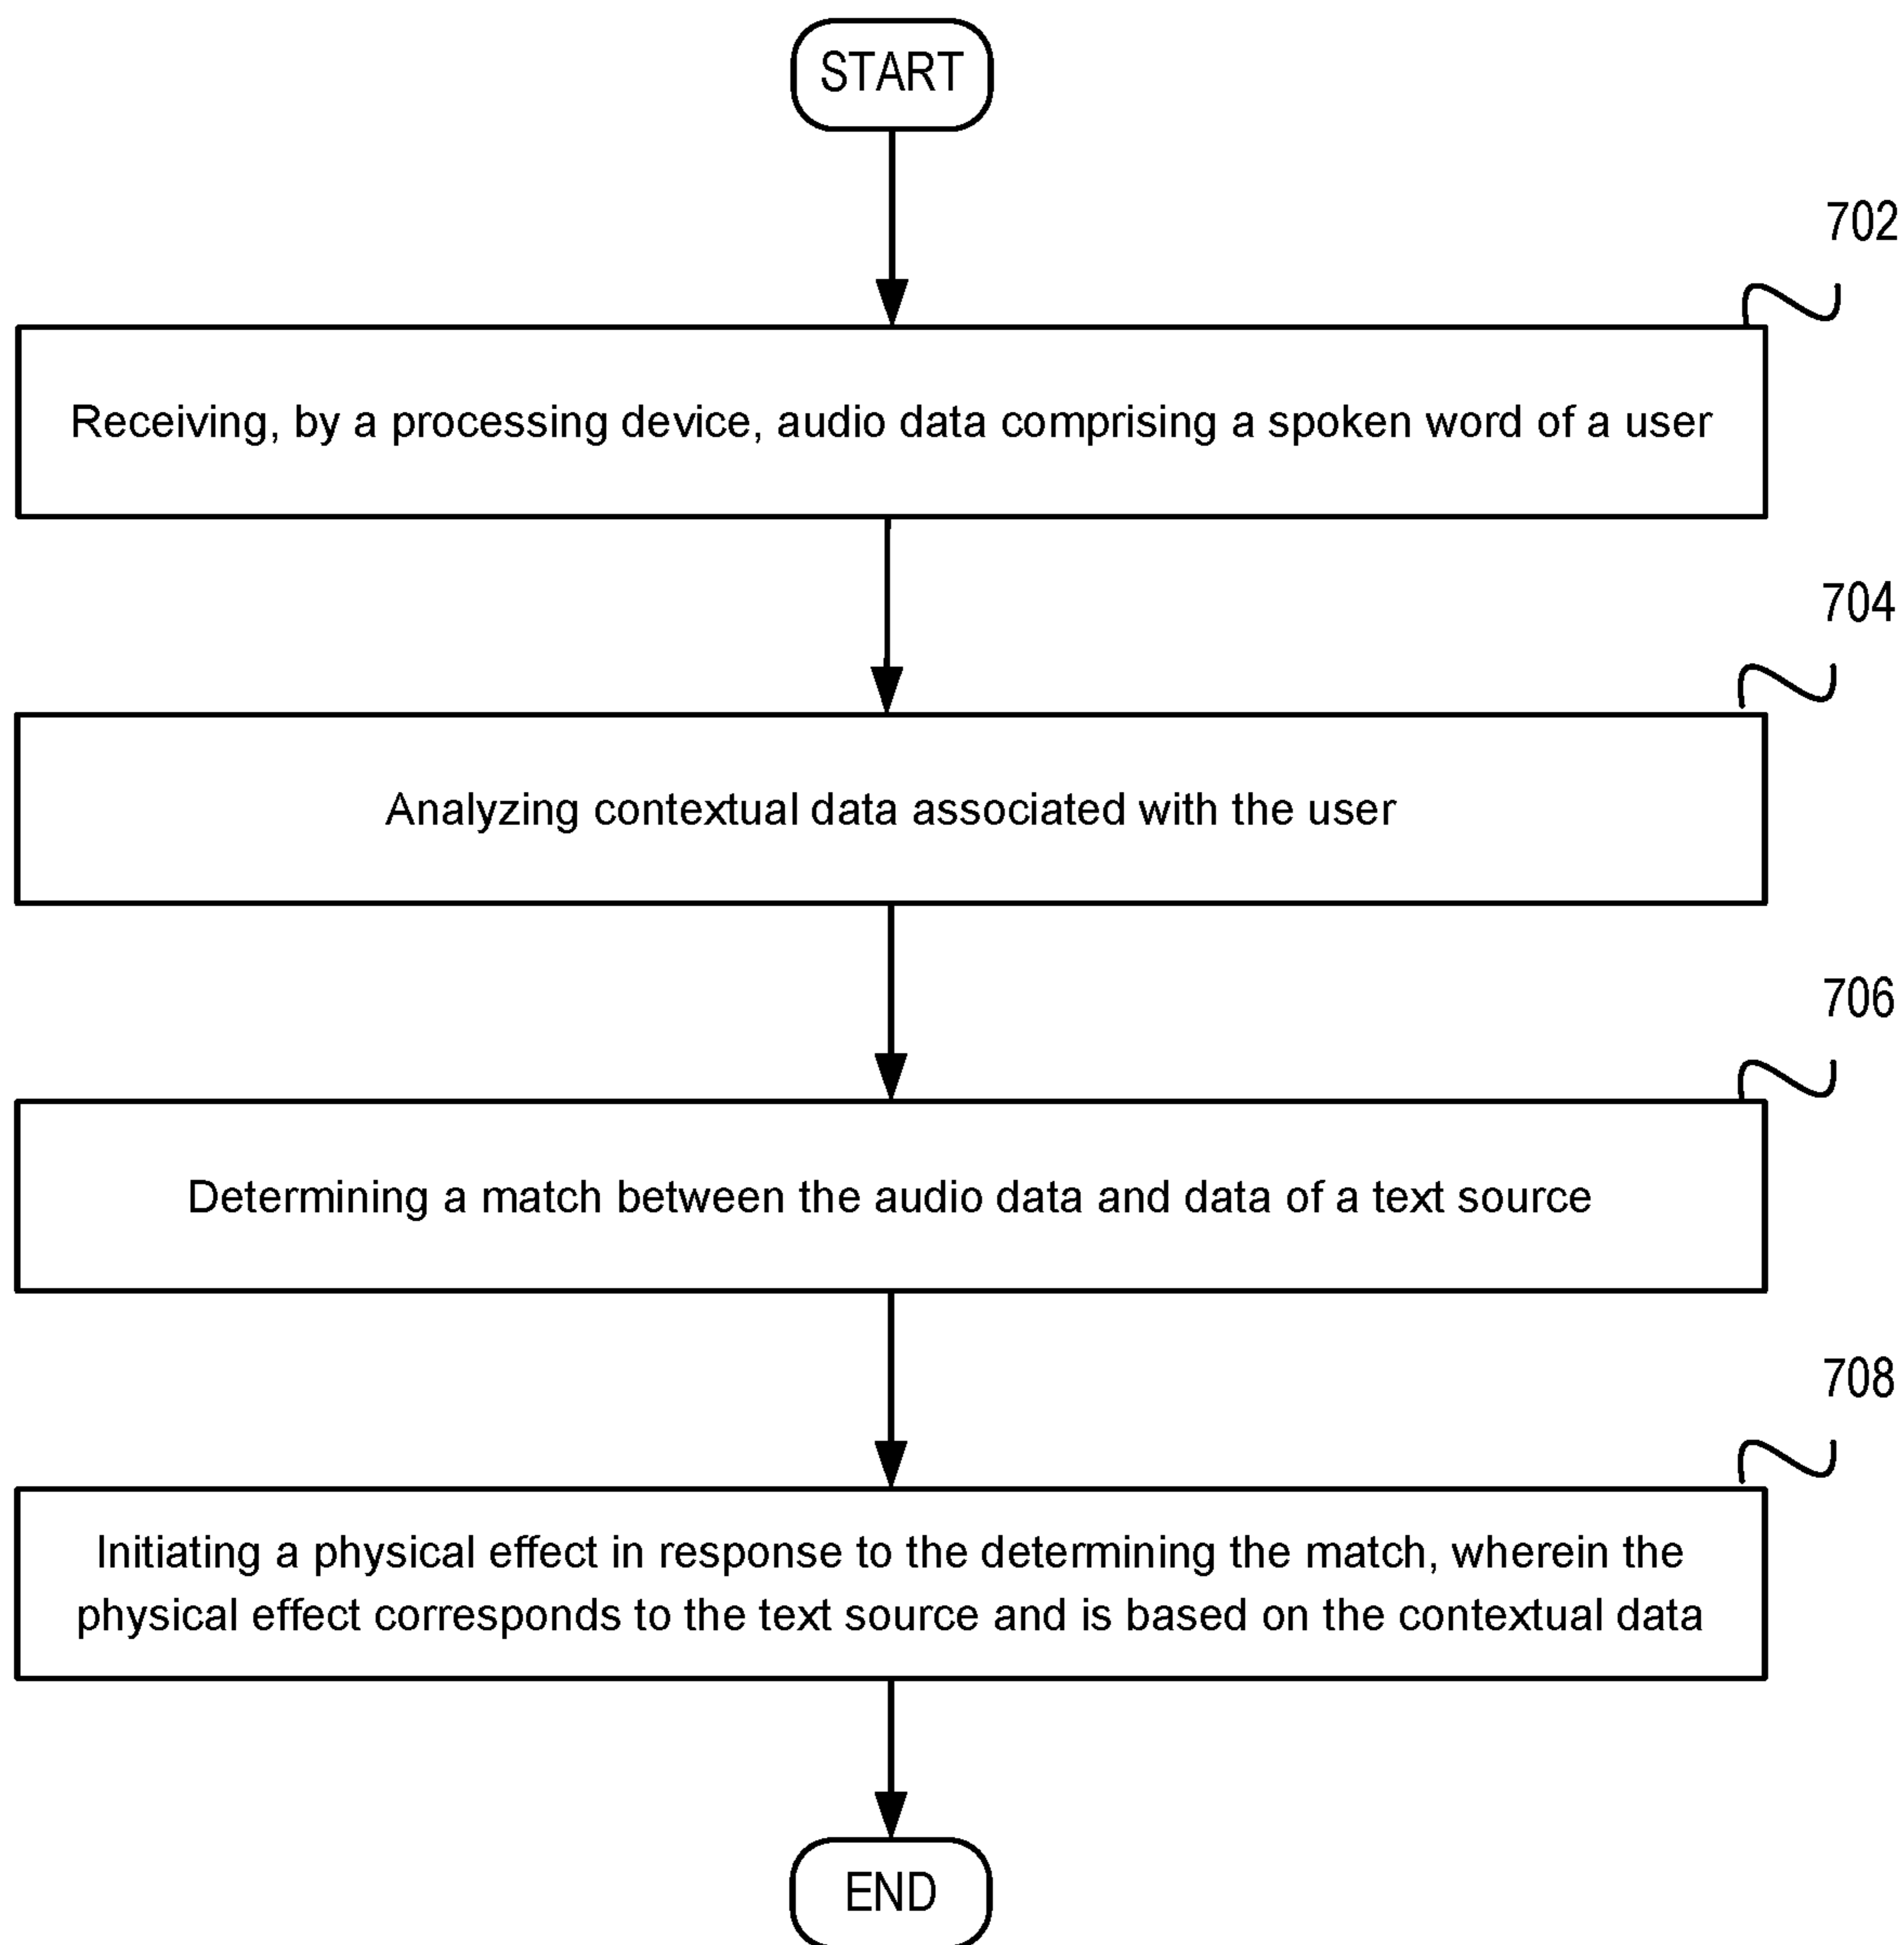 START
702
Receiving, by a processing device, audio data comprising a spoken word of a user
704
Analyzing contextual data associated with the user
706
Determining a match between the audio data and data of a text source
708
Initiating a physical effect in response to the determining the match, wherein the
physical effect corresponds to the text source and is based on the contextual data
END